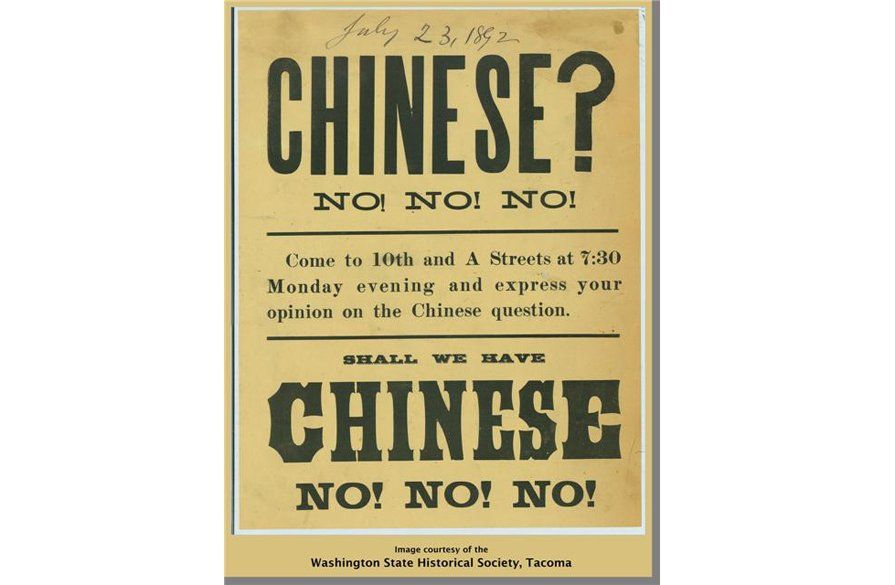 July 23, 1892
CHINESE?
NO! NO! NO!
Come to 10th and A Streets at 7:30
Monday evening and express your
opinion on the Chinese question.
SHALL WE HAVE
CHINESE
NO! NO! NO!
Image courtesy of the
Washington State Historical Society, Tacoma